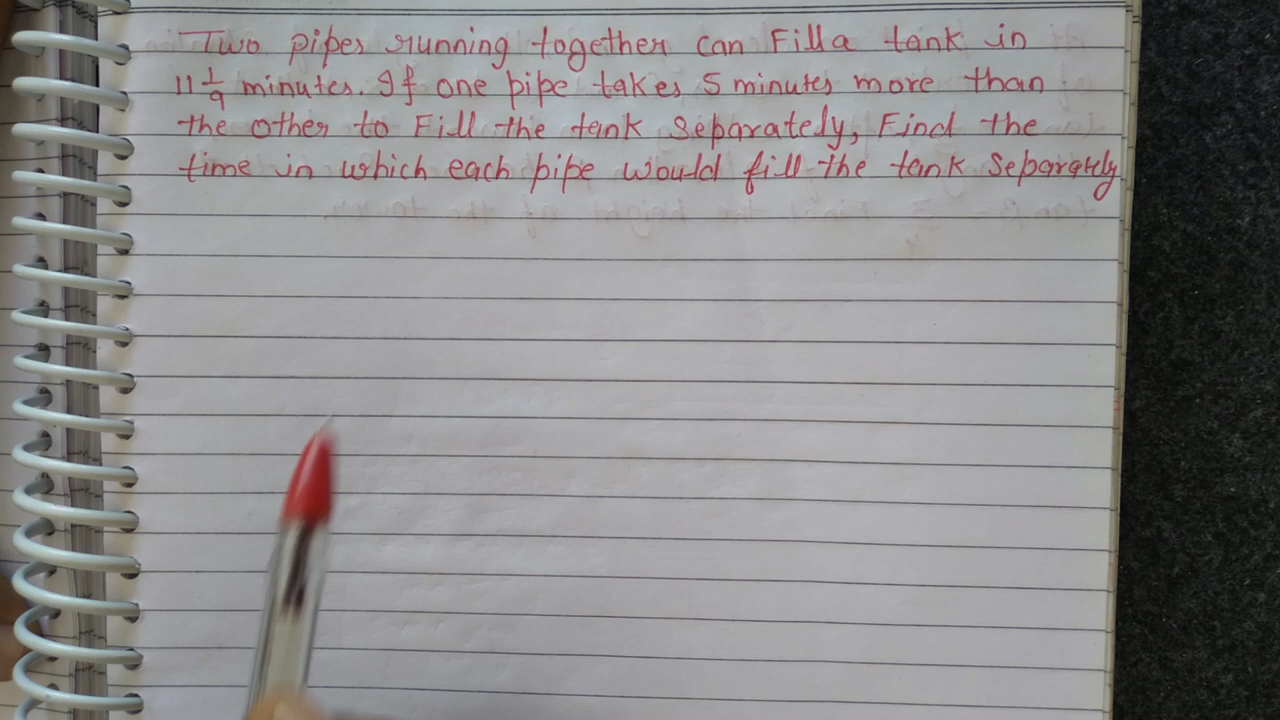 Two pipes running together can Fill a tank in
11 1/9 minutes. If one pipe takes 5 minutes more than
the other to Fill the tank Separately, Find the
time in which each pipe would fill the tank Separately